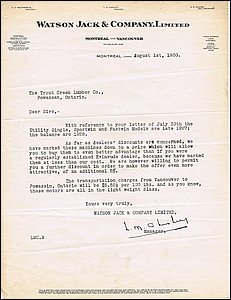 WATSON JACK & COMPANY, LIMITED
MONTREAL — VANCOUVER
MONTREAL August 1st, 1930.
The Trout Creek Lumber Co.,
Powassan, Ontario.
Dear Sirs,-
With reference to your letter of July 30th the
Utility Single, Sportwin and Fastwin Models are late 1927;
the balance are 1928.
As far as dealers' discounts are concerned, we
have marked these machines down to a price which will allow
you to buy to even better advantage than if you were a
regularly established Evinrude dealer, because we have marked
them at less than cost. We are however willing to permit
you a further discount in order to make the offer even more
attractive, of an additional 5%.
The transportation charges from Vancouver to
Powassin, Ontario will be $5.85½ per 100 lbs. and as you know,
these motors are all in the light weight class.
Yours very truly,
WATSON JACK & COMPANY LIMITED,
Manager.
LMC.B